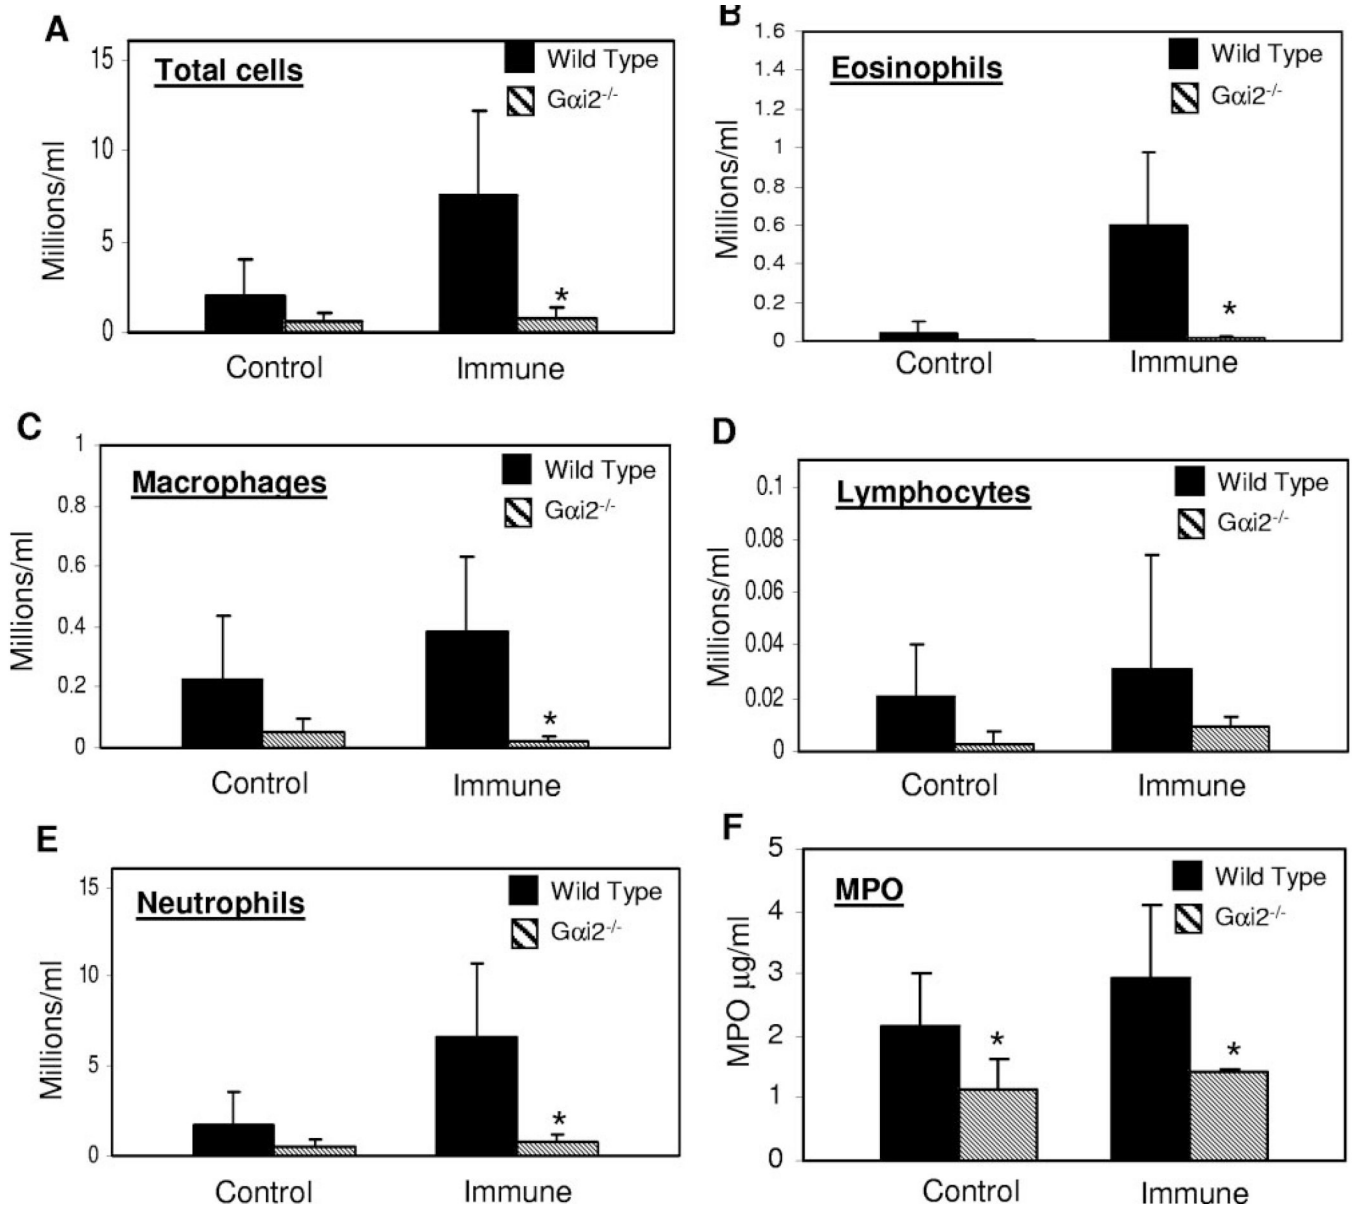 A
Total cells
Wild Type
Gαi2-/-
Millions/ml
15
10
5
0
*
Control
Immune
B
Eosinophils
Wild Type
Gαi2-/-
Millions/ml
1.6
1.4
1.2
1
0.8
0.6
0.4
0.2
0
*
Control
Immune
C
Macrophages
Wild Type
Gαi2-/-
Millions/ml
1
0.8
0.6
0.4
0.2
0
*
Control
Immune
D
Lymphocytes
Wild Type
Gαi2-/-
Millions/ml
0.1
0.08
0.06
0.04
0.02
0
Control
Immune
E
Neutrophils
Wild Type
Gαi2-/-
Millions/ml
15
10
5
0
*
Control
Immune
F
MPO
Wild Type
Gαi2-/-
MPO µg/ml
5
4
3
2
1
0
*
*
Control
Immune